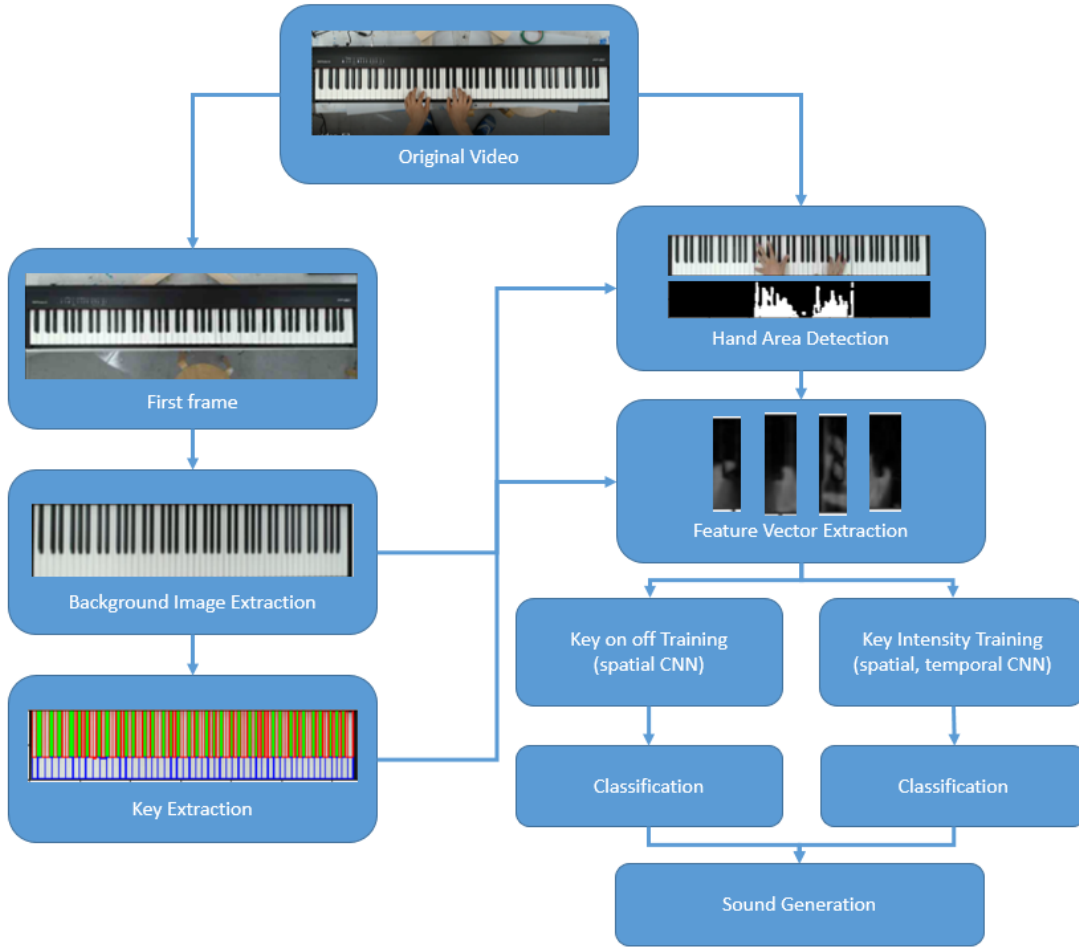 Original Video
First frame
Background Image Extraction
Key Extraction
Hand Area Detection
Feature Vector Extraction
Key on off Training
(spatial CNN)
Key Intensity Training
(spatial, temporal CNN)
Classification
Classification
Sound Generation